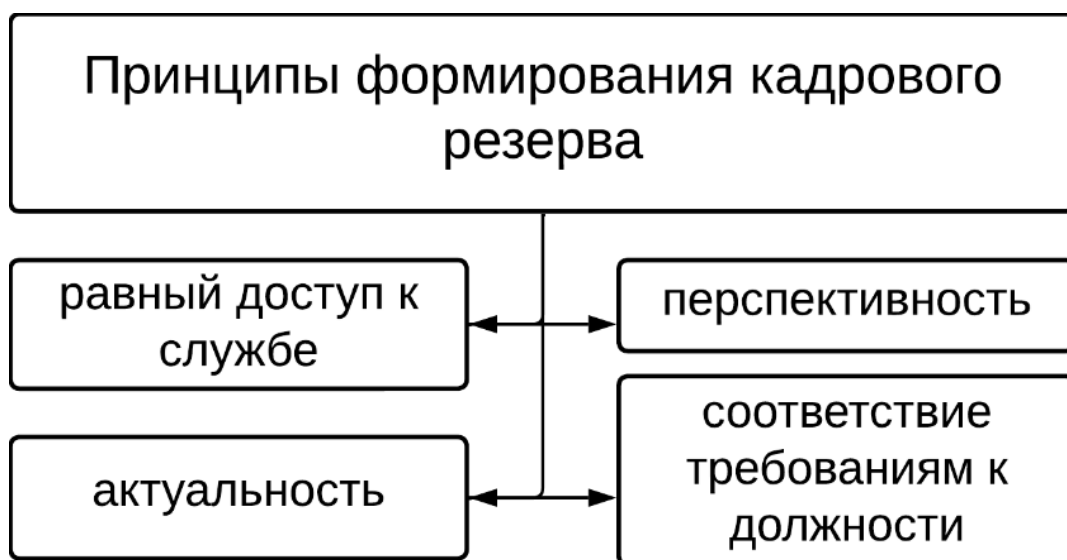 Принципы формирования кадрового
резерва
равный доступ к
службе
перспективность
актуальность
соответствие
требованиям к
должности